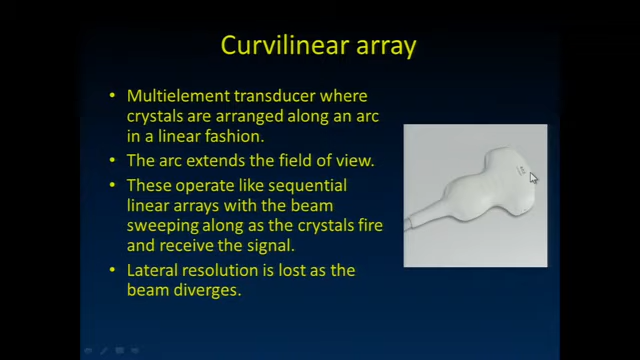 Curvilinear array
• Multielement transducer where
crystals are arranged along an arc
in a linear fashion.
• The arc extends the field of view.
• These operate like sequential
linear arrays with the beam
sweeping along as the crystals fire
and receive the signal.
• Lateral resolution is lost as the
beam diverges.